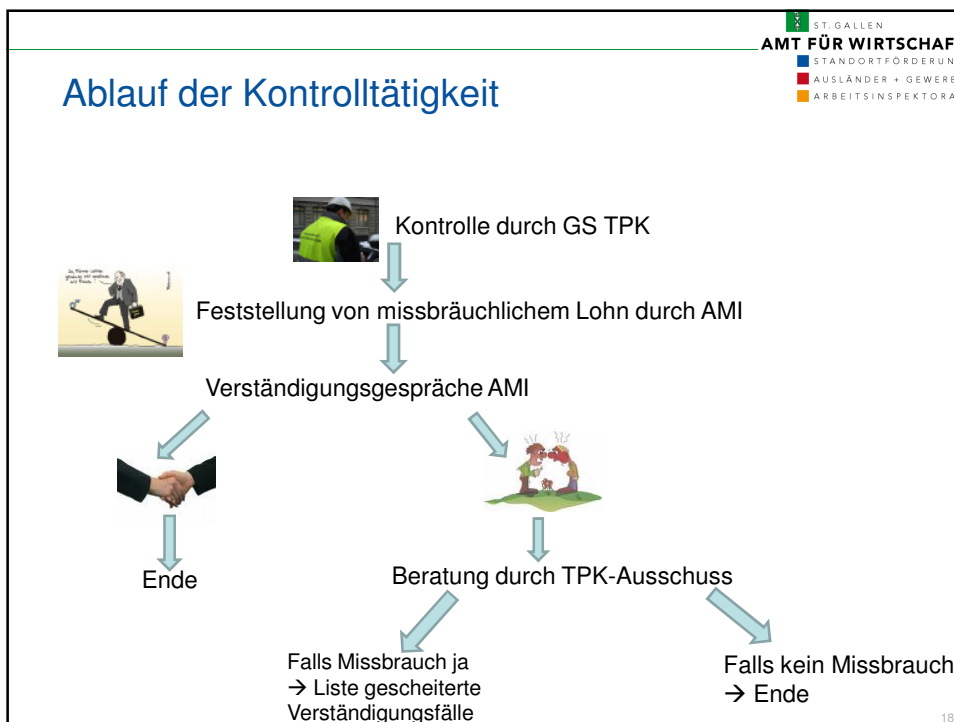 ST.GALLEN
AMT FÜR WIRTSCHAF
STANDORTFÖRDERUN
AUSLÄNDER + GEWERBE
ARBEITSINSPEKTORA
Ablauf der Kontrolltätigkeit
Kontrolle durch GS TPK
Feststellung von missbräuchlichem Lohn durch AMI
Verständigungsgespräche AMI
Ende
Beratung durch TPK-Ausschuss
Falls Missbrauch ja
→ Liste gescheiterte
Verständigungsfälle
Falls kein Missbrauch
→ Ende
18